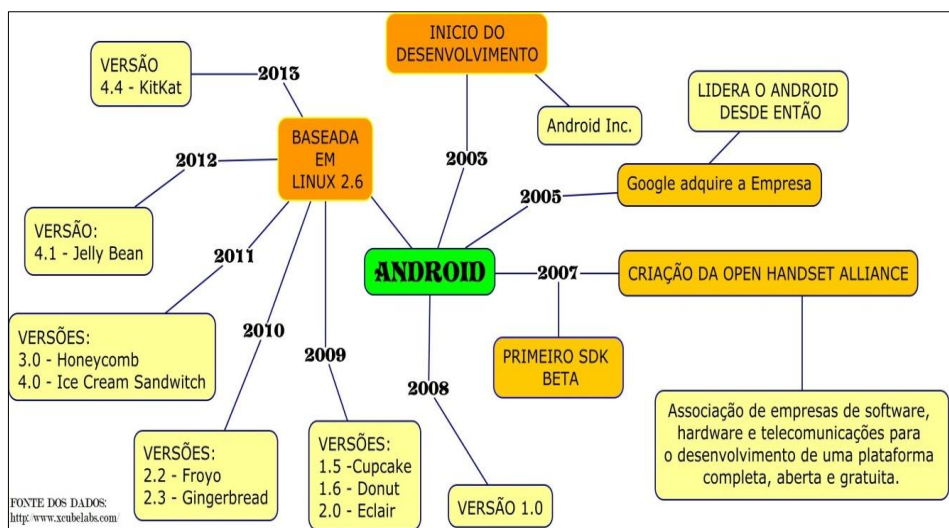 INICIO DO
DESENVOLVIMENTO
2003
Android Inc.
LIDERA O ANDROID
DESDE ENTÃO
2005
Google adquire a Empresa
ANDROID
2007
CRIAÇÃO DA OPEN HANDSET ALLIANCE
PRIMEIRO SDK
BETA
Associação de empresas de software,
hardware e telecomunicações para
o desenvolvimento de uma plataforma
completa, aberta e gratuita.
2008
VERSÃO 1.0
BASEADA
EM
LINUX 2.6
2009
VERSÕES:
1.5 -Cupcake
1.6 - Donut
2.0 - Eclair
2010
VERSÕES:
2.2 - Froyo
2.3 - Gingerbread
2011
VERSÕES:
3.0 - Honeycomb
4.0 - Ice Cream Sandwitch
2012
VERSÃO:
4.1 - Jelly Bean
2013
VERSÃO
4.4 - KitKat
FONTE DOS DADOS:
http://www.xcubelabs.com/